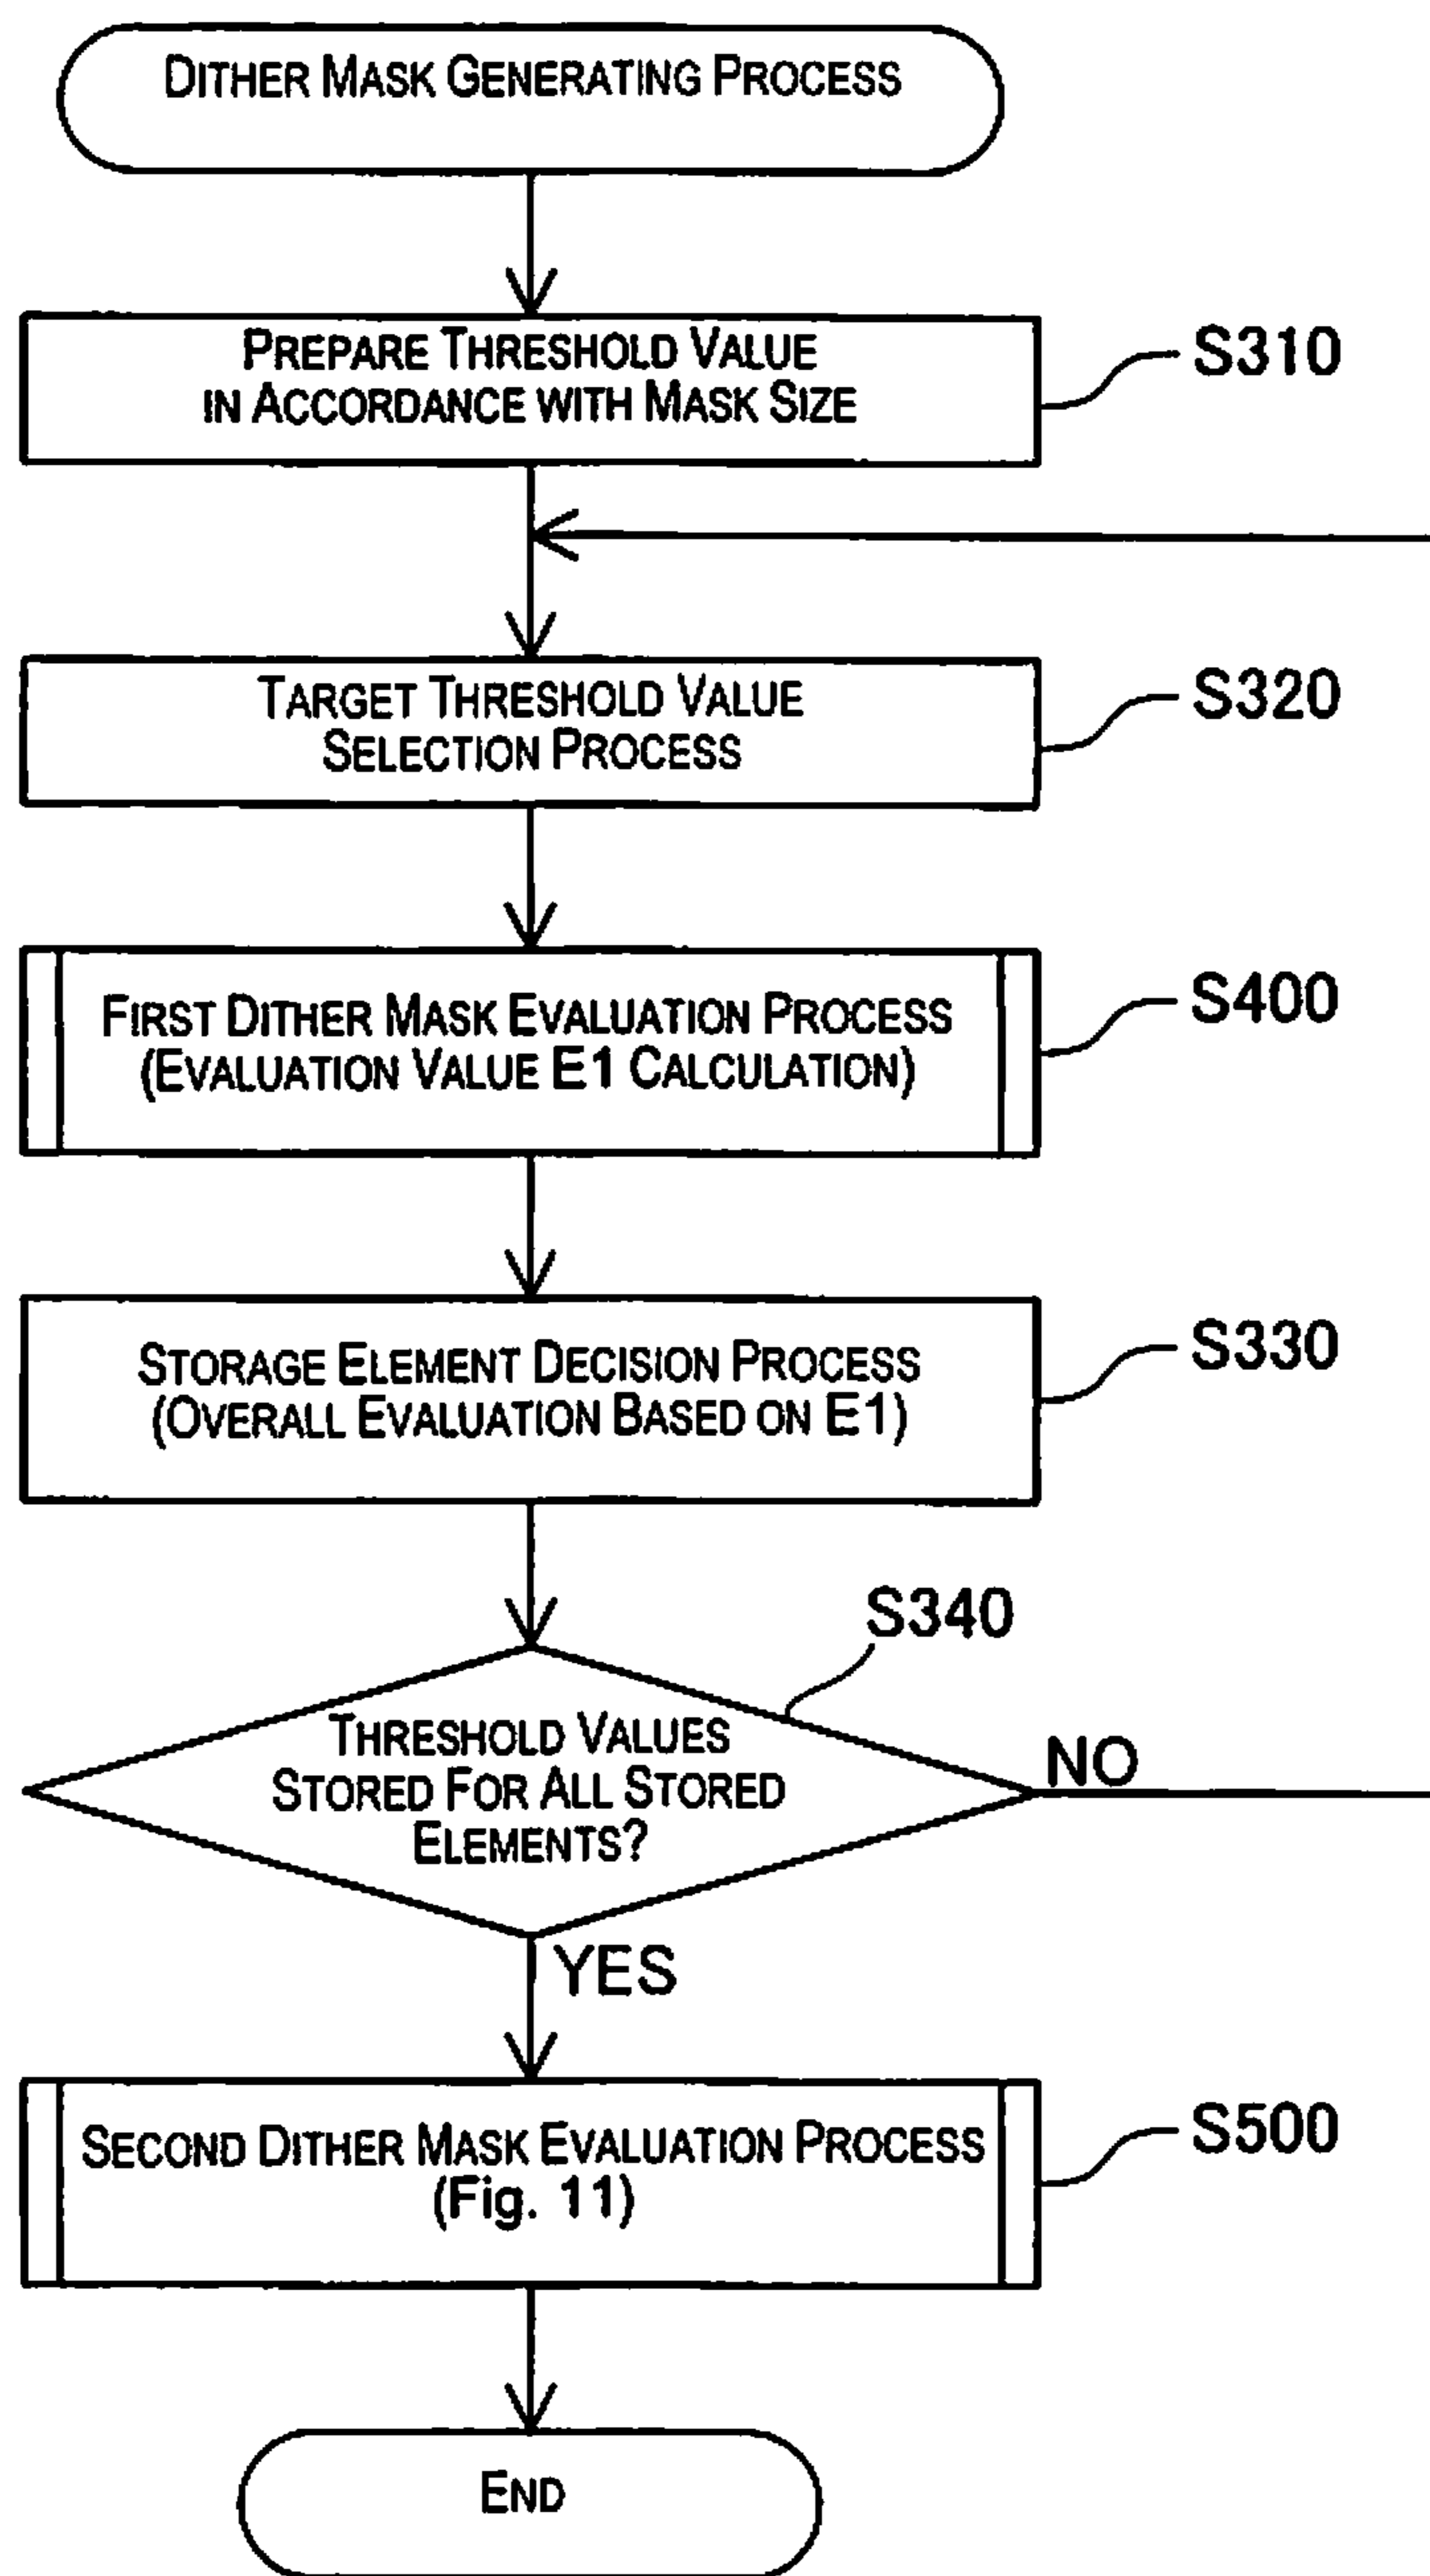 DITHER MASK GENERATING PROCESS
PREPARE THRESHOLD VALUE
IN ACCORDANCE WITH MASK SIZE
S310
TARGET THRESHOLD VALUE
SELECTION PROCESS
S320
FIRST DITHER MASK EVALUATION PROCESS
(EVALUATION VALUE E1 CALCULATION)
S400
STORAGE ELEMENT DECISION PROCESS
(OVERALL EVALUATION BASED ON E1)
S330
S340
THRESHOLD VALUES
STORED FOR ALL STORED
ELEMENTS?
NO
YES
SECOND DITHER MASK EVALUATION PROCESS
(Fig. 11)
S500
END